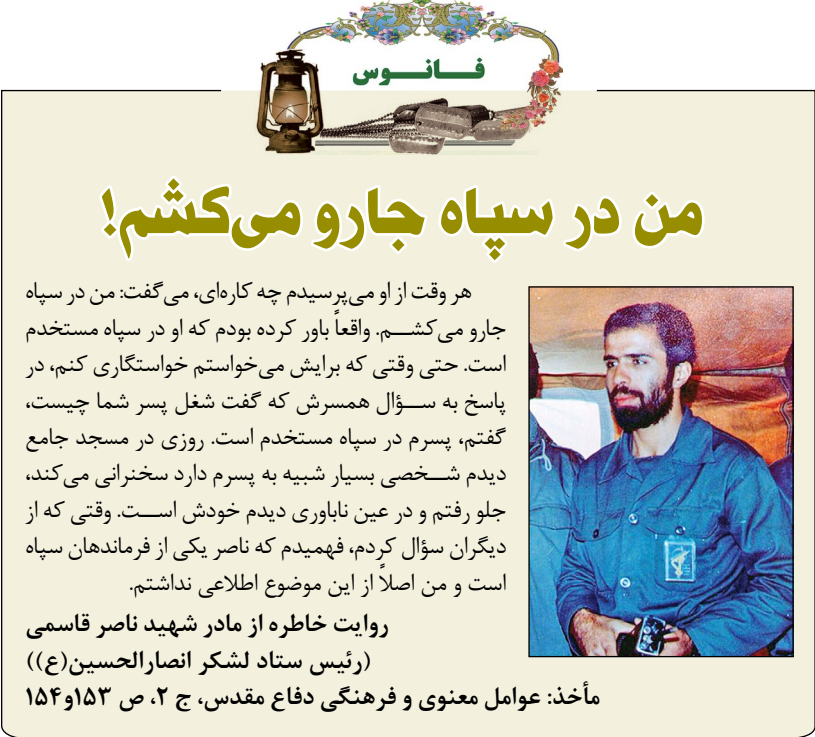 فـــانـــوس
من در سپاه جارو می‌کشم!
هر وقت از او می‌پرسیدم چه کاره‌ای، می‌گفت: من در سپاه
جارو می‌کشـــم. واقعاً باور کرده بودم که او در سپاه مستخدم
است. حتی وقتی که برایش می‌خواستم خواستگاری کنم، در
پاسخ به ســـؤال همسرش که گفت شغل پسر شما چیست،
گفتم، پسرم در سپاه مستخدم است. روزی در مسجد جامع
دیدم شـــخصی بسیار شبیه به پسرم دارد سخنرانی می‌کند،
جلو رفتم و در عین ناباوری دیدم خودش اســـت. وقتی که از
دیگران سؤال کردم، فهمیدم که ناصر یکی از فرماندهان سپاه
است و من اصلاً از این موضوع اطلاعی نداشتم.
روایت خاطره از مادر شهید ناصر قاسمی
(رئیس ستاد لشکر انصارالحسین(ع))
مأخذ: عوامل معنوی و فرهنگی دفاع مقدس، ج ۲، ص ۱۵۳و۱۵۴